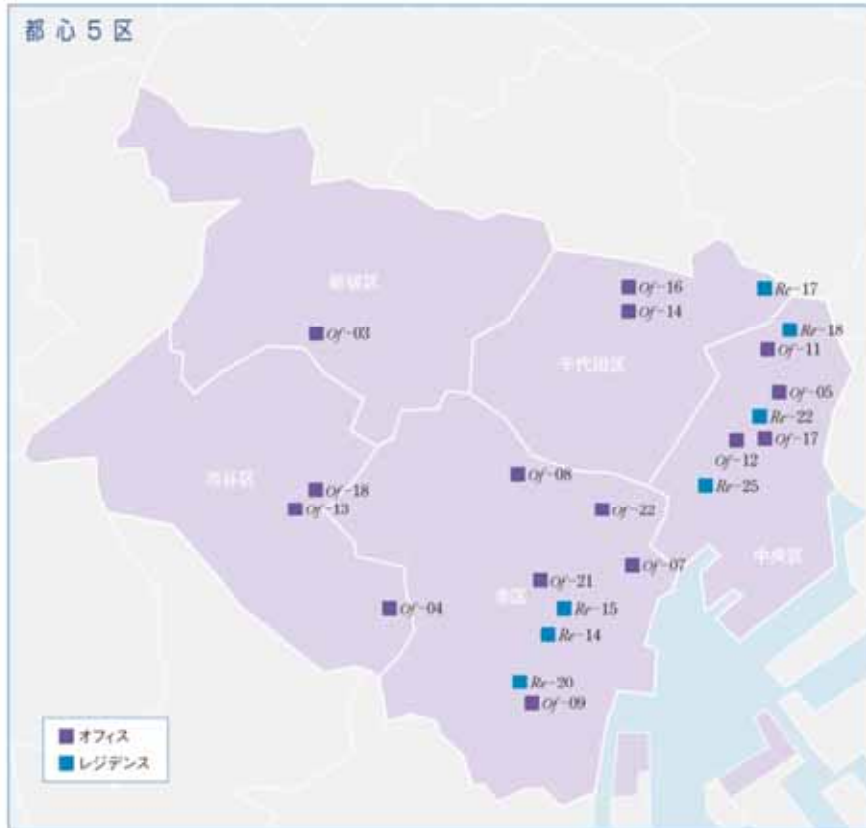 都心5区
新宿区
Of-16
Re-17
Of-14
Re-18
Of-03
Of-11
千代田区
Of-05
Re-22
Of-17
Of-12
渋谷区
Of-08
Of-18
Re-25
Of-13
Of-22
中央区
Of-07
Of-21
港区
Of-04
Re-15
Re-14
Re-20
Of-09
オフィス
レジデンス